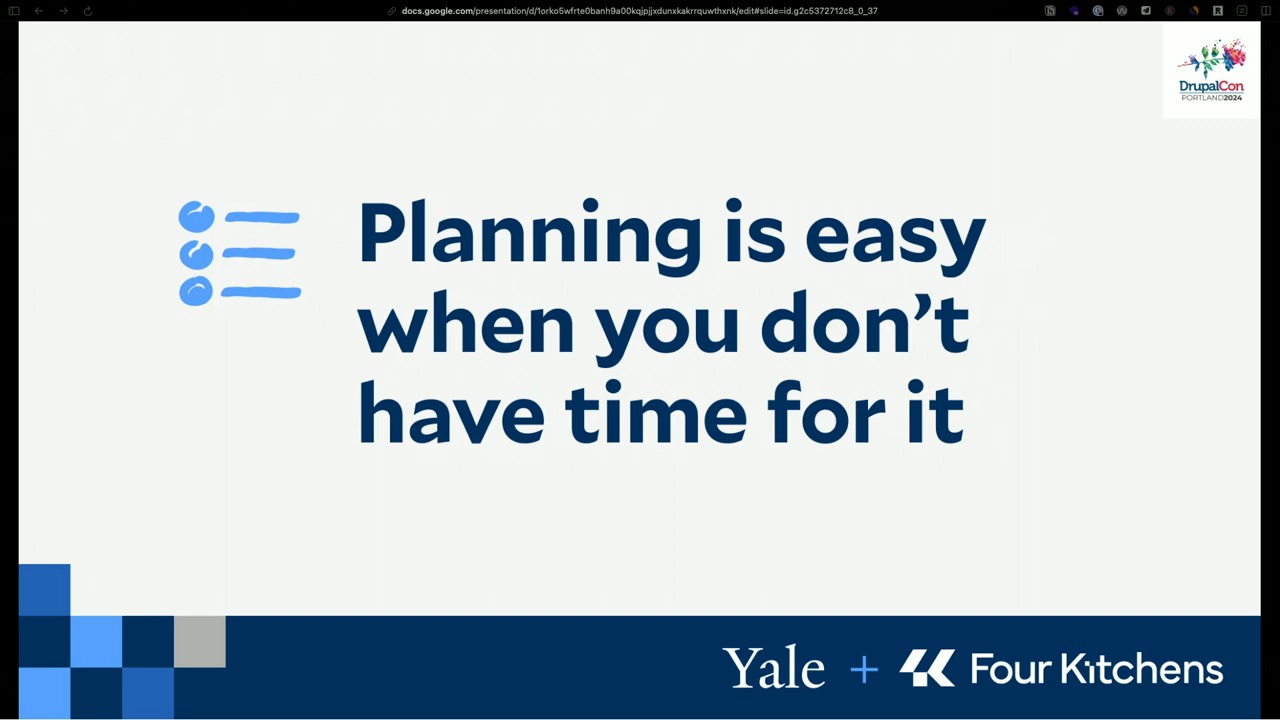 docs.google.com/presentation/d/1orko5wfrte0banh9a00kqjpjjxdunxkakrrquwthxnk/edit#slide=id.g2c5372712c8_0_37
DrupalCon
PORTLAND2024
Planning is easy
when you don’t
have time for it
Yale + Four Kitchens